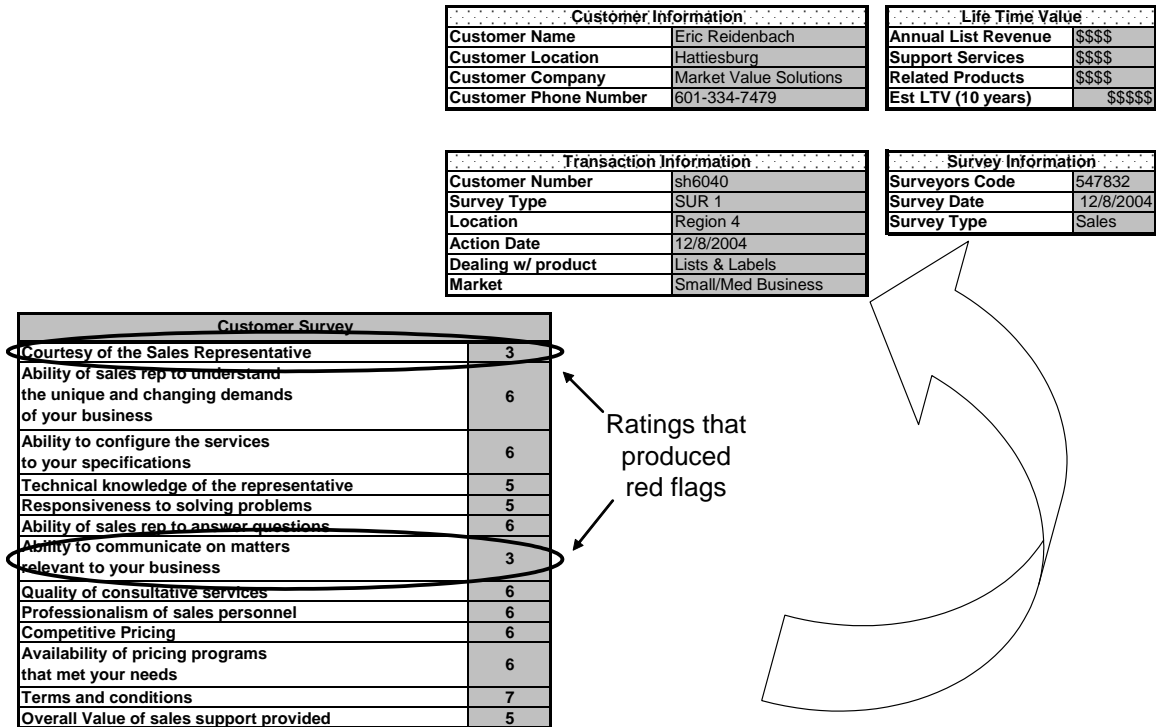 Customer Information
Customer Name Eric Reidenbach
Customer Location Hattiesburg
Customer Company Market Value Solutions
Customer Phone Number 601-334-7479
Life Time Value
Annual List Revenue $$$$
Support Services $$$$
Related Products $$$$
Est LTV (10 years) $$$$$
Transaction Information
Customer Number sh6040
Survey Type SUR 1
Location Region 4
Action Date 12/8/2004
Dealing w/ product Lists & Labels
Market Small/Med Business
Survey Information
Surveyors Code 547832
Survey Date 12/8/2004
Survey Type Sales
Customer Survey
Courtesy of the Sales Representative 3
Ability of sales rep to understand
the unique and changing demands 6
of your business
Ability to configure the services
to your specifications 6
Technical knowledge of the representative 5
Responsiveness to solving problems 5
Ability of sales rep to answer questions 6
Ability to communicate on matters
relevant to your business 3
Quality of consultative services 6
Professionalism of sales personnel 6
Competitive Pricing 6
Availability of pricing programs
that met your needs 6
Terms and conditions 7
Overall Value of sales support provided 5
Ratings that
produced
red flags